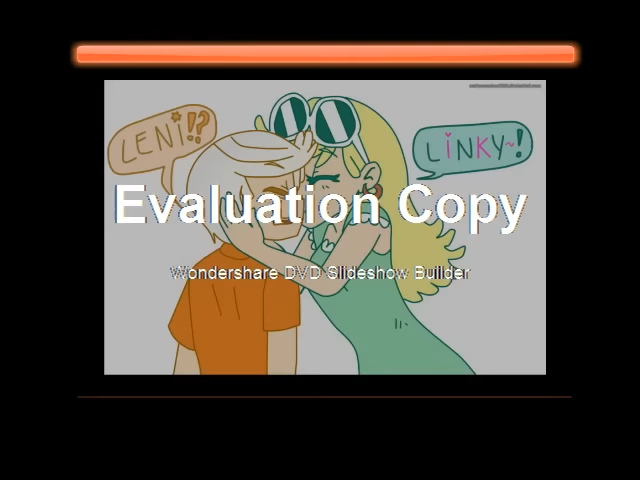 LENi!?
LiNKY~!
Evaluation Copy
Wondershare DVD Slideshow Builder